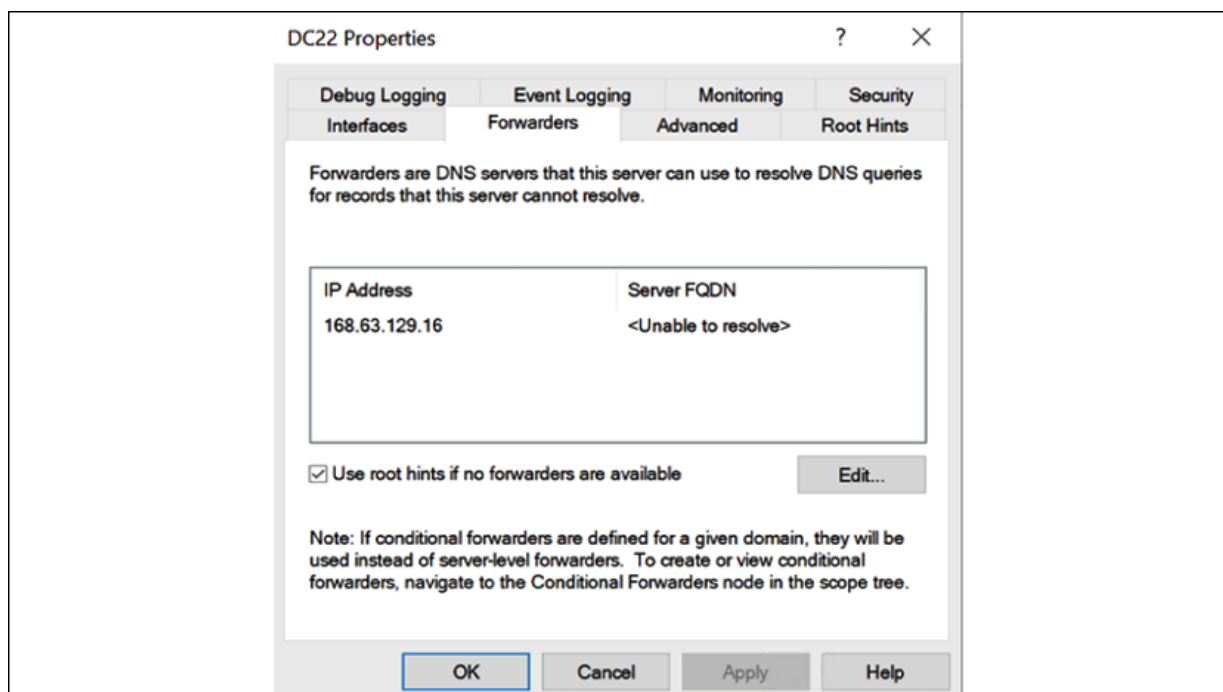 DC22 Properties
?
Debug Logging
Event Logging
Monitoring
Security
Interfaces
Forwarders
Advanced
Root Hints
Forwarders are DNS servers that this server can use to resolve DNS queries
for records that this server cannot resolve.
IP Address
Server FQDN
168.63.129.16
<Unable to resolve>
Use root hints if no forwarders are available
Edit...
Note: If conditional forwarders are defined for a given domain, they will be
used instead of server-level forwarders. To create or view conditional
forwarders, navigate to the Conditional Forwarders node in the scope tree.
OK
Cancel
Apply
Help